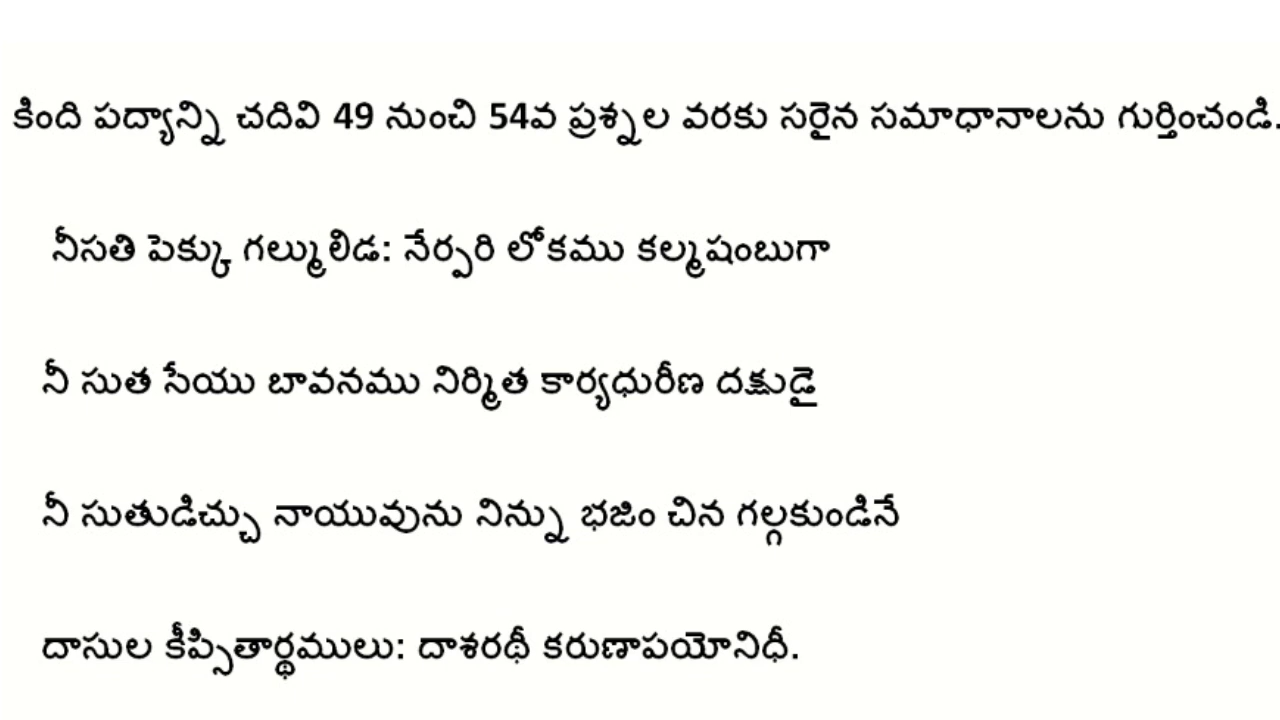 కింది పద్యాన్ని చదివి 49 నుంచి 54వ ప్రశ్నల వరకు సరైన సమాధానాలను గుర్తించండి.
నీసతి పెక్కు గల్ములిడ: నేర్పరి లోకము కల్మషంబుగా
నీ సుత సేయు బావనము నిర్మిత కార్యధురీణ దక్షుడై
నీ సుతుడిచ్చు నాయువును నిన్ను భజిం చిన గల్గకుండినే
దాసుల కీప్సితార్థములు: దాశరథీ కరుణాపయోనిధీ.